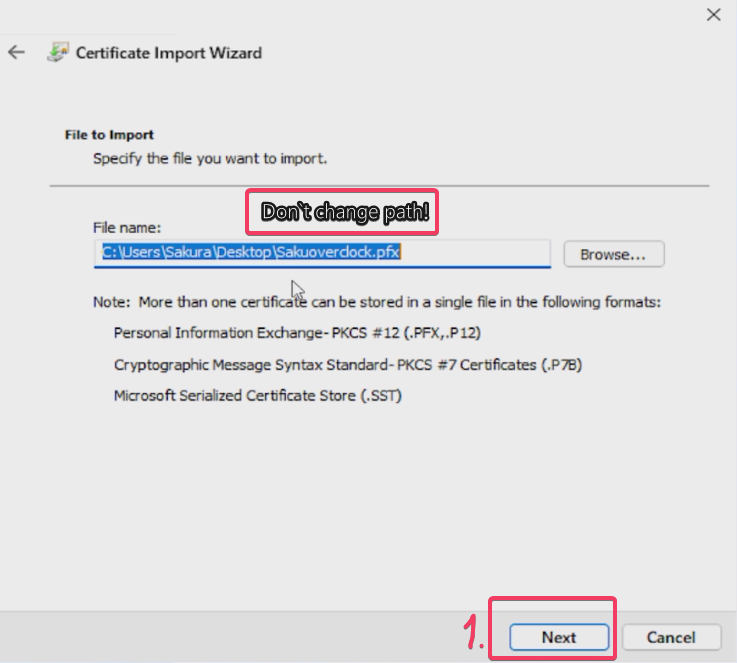 Certificate Import Wizard
File to Import
Specify the file you want to import.
Don`t change path!
File name:
C:\Users\Sakura\Desktop\Sakuoverclock.pfx
Browse...
Note: More than one certificate can be stored in a single file in the following formats:
Personal Information Exchange- PKCS #12 (.PFX,.P12)
Cryptographic Message Syntax Standard- PKCS #7 Certificates (.P7B)
Microsoft Serialized Certificate Store (.SST)
1.
Next
Cancel